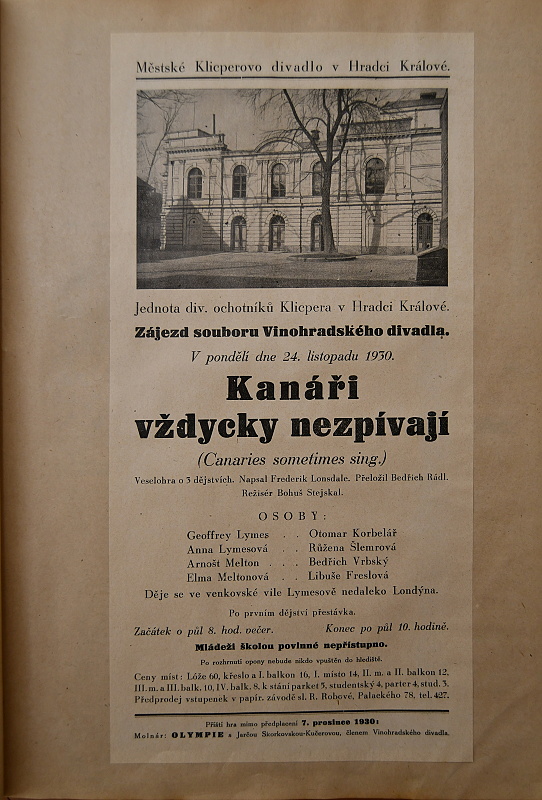 Městské Klicperovo divadlo v Hradci Králové.
Jednota div. ochotníků Klicpera v Hradci Králové.
Zájezd souboru Vinohradského divadla.
V pondělí dne 24. listopadu 1930.
Kanáři
vždycky nezpívají
(Canaries sometimes sing.)
Veselohra o 3 dějstvích. Napsal Frederik Lonsdale. Přeložil Bedřich Rádl.
Režisér Bohuš Stejskal.
OSOBY:
Geoffrey Lymes . . Otomar Korbelář
Anna Lymesová . . Růžena Šlemrová
Arnošt Melton . . . Bedřich Vrbský
Elma Meltonová . . Libuše Freslová
Děje se ve venkovské vile Lymesově nedaleko Londýna.
Po prvním dějství přestávka.
Začátek o půl 8. hod. večer. Konec po půl 10. hodině.
Mládeži školou povinné nepřístupno.
Po rozhrnutí opony nebude nikdo vpuštěn do hlediště.
Ceny míst: Lóže 60, křeslo a I. balkon 16, I. místo 14, II. m. a II. balkon 12,
III. m. a III. balk. 10, IV. balk. 8, k stání parket 5, studentský 4, parter 4, stud. 3.
Předprodej vstupenek v papír. závodě sl. R. Robové, Palackého 78, tel. 427.
Příští hra mimo předplacení 7. prosince 1930:
Molnár: OLYMPIE s Jarčou Skorkovskou-Kučerovou, členem Vinohradského divadla.